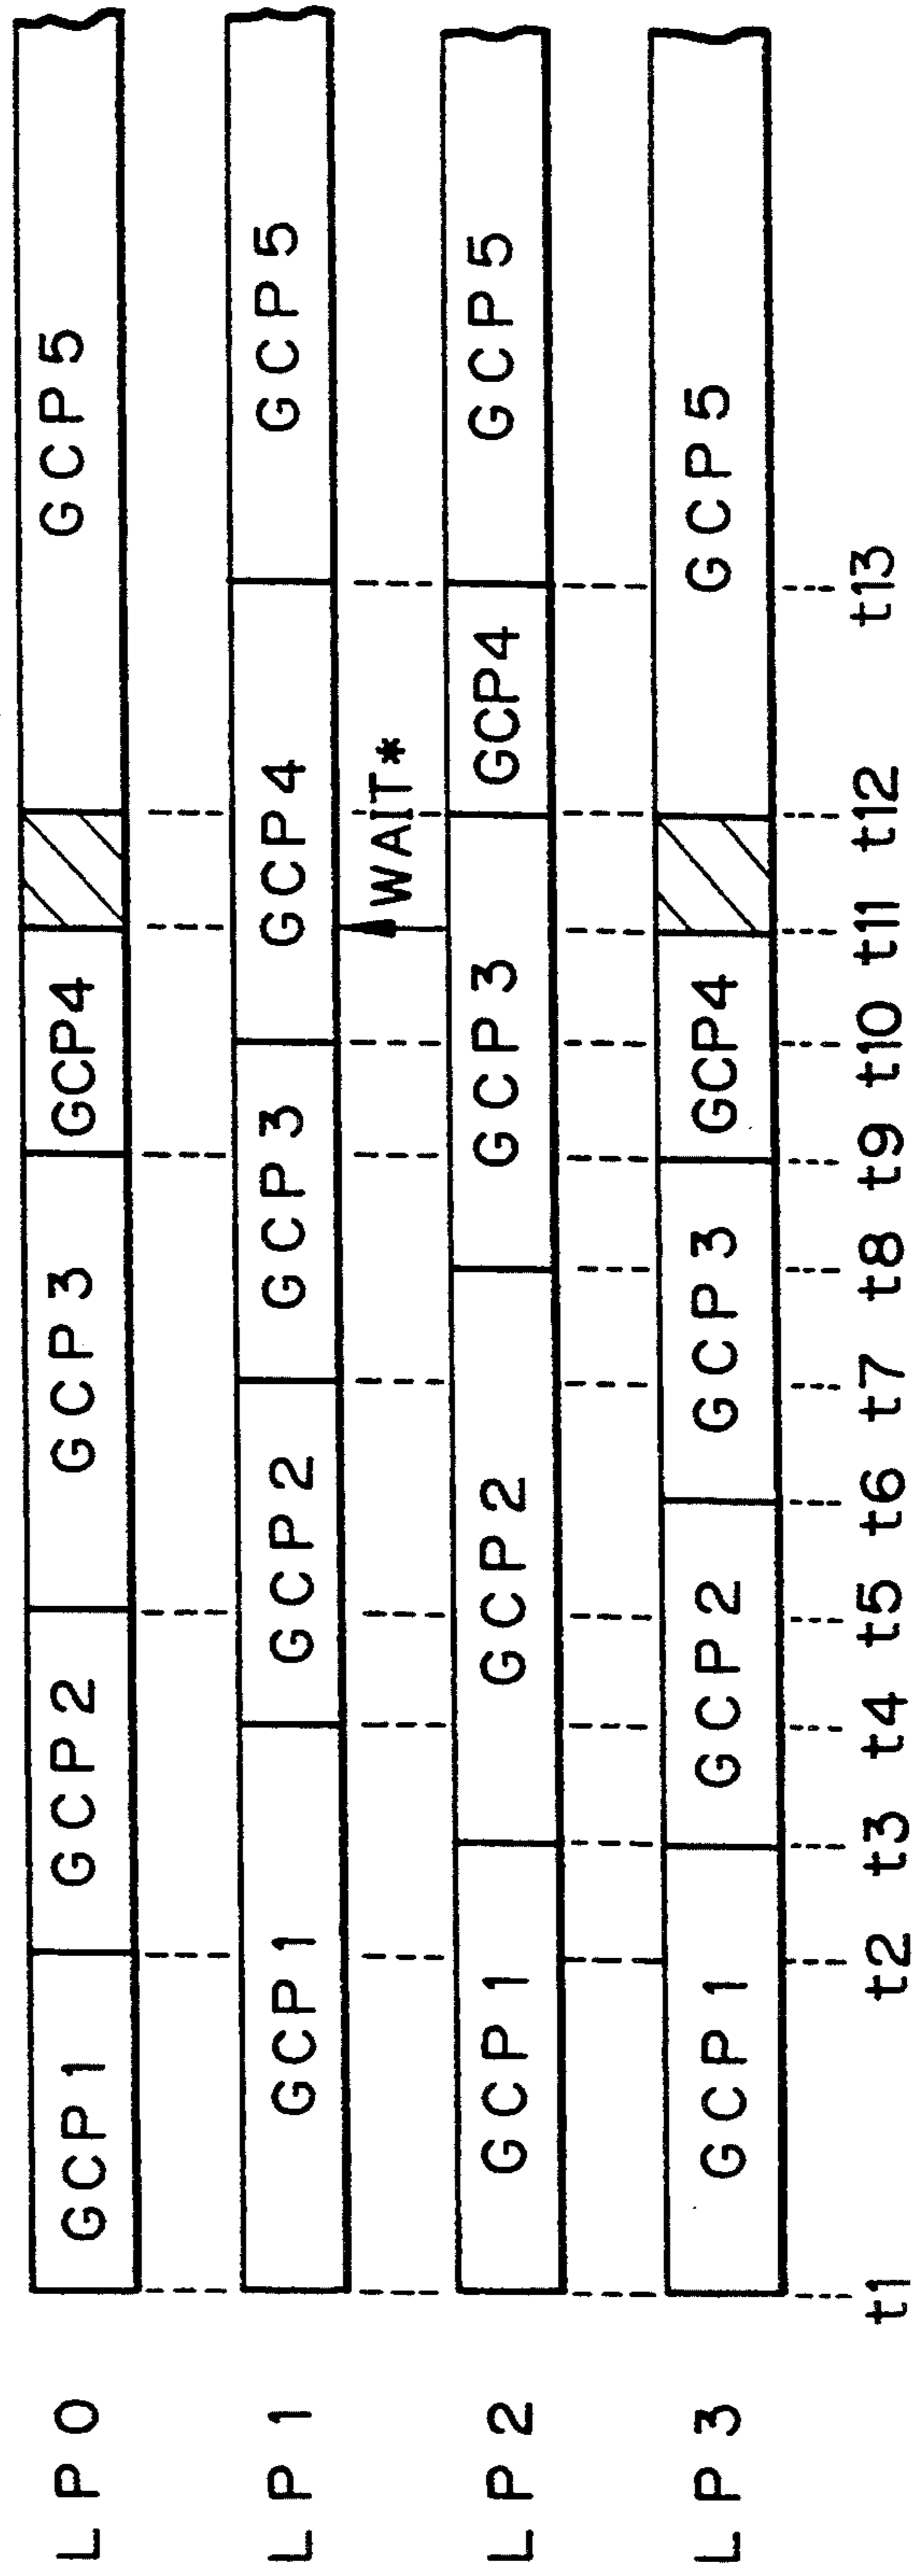 LP0 GCP1 GCP2 GCP3 GCP4 GCP5
LP1 GCP1 GCP2 GCP3 GCP4 GCP5
WAIT*
LP2 GCP1 GCP2 GCP3 GCP4 GCP5
LP3 GCP1 GCP2 GCP3 GCP4 GCP5
t1 t2 t3 t4 t5 t6 t7 t8 t9 t10 t11 t12 t13